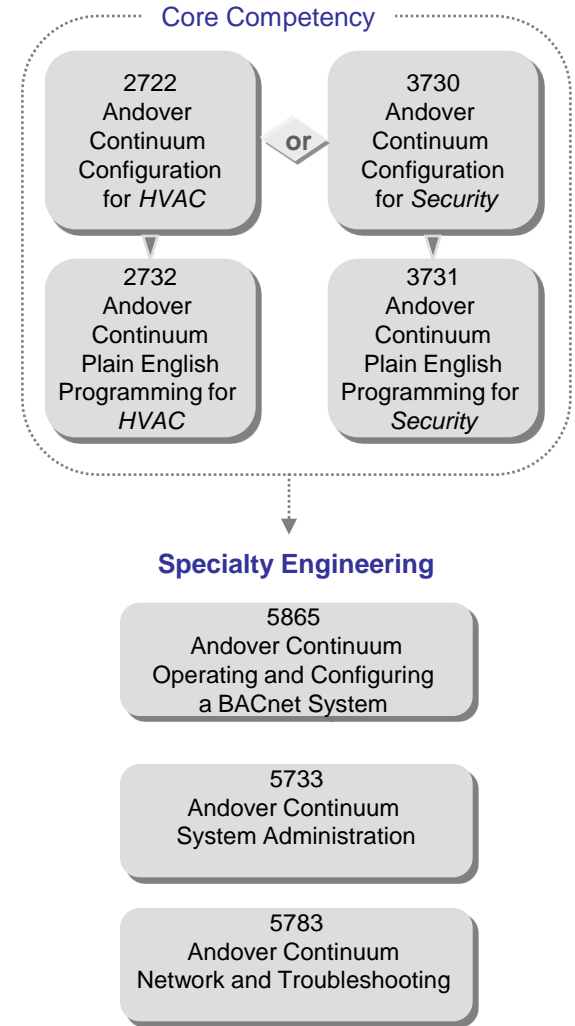 Core Competency
2722
Andover
Continuum
Configuration
for HVAC
or
3730
Andover
Continuum
Configuration
for Security
2732
Andover
Continuum
Plain English
Programming for
HVAC
3731
Andover
Continuum
Plain English
Programming for
Security
Specialty Engineering
5865
Andover Continuum
Operating and Configuring
a BACnet System
5733
Andover Continuum
System Administration
5783
Andover Continuum
Network and Troubleshooting